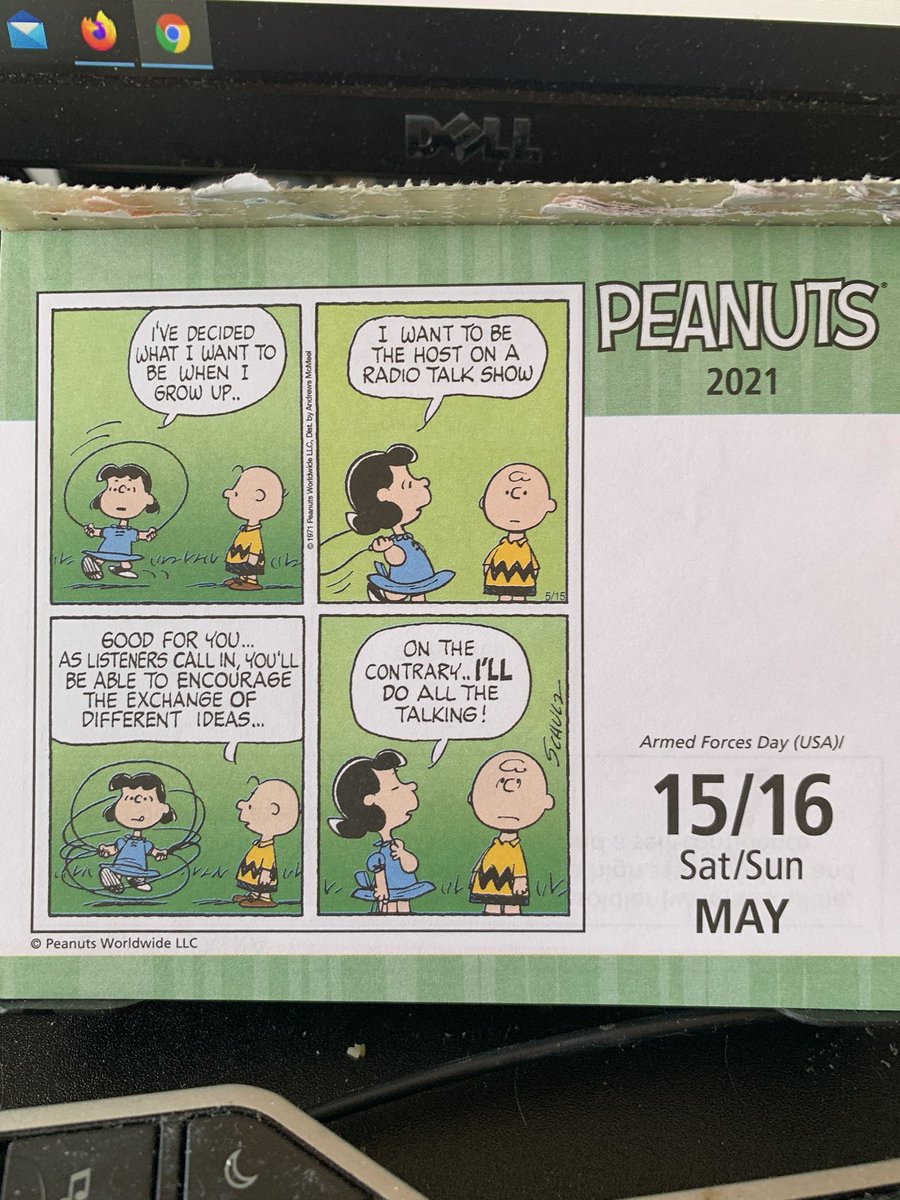 DELL
PEANUTS
2021
I'VE DECIDED
WHAT I WANT TO
BE WHEN I
GROW UP..
© 1971 Peanuts Worldwide LLC, Dist. by Andrews McMeel
I WANT TO BE
THE HOST ON A
RADIO TALK SHOW
5/15
GOOD FOR YOU...
AS LISTENERS CALL IN, YOU'LL
BE ABLE TO ENCOURAGE
THE EXCHANGE OF
DIFFERENT IDEAS...
ON THE
CONTRARY.. I'LL
DO ALL THE
TALKING!
SCHULZ
© Peanuts Worldwide LLC
Armed Forces Day (USA)/
15/16
Sat/Sun
MAY